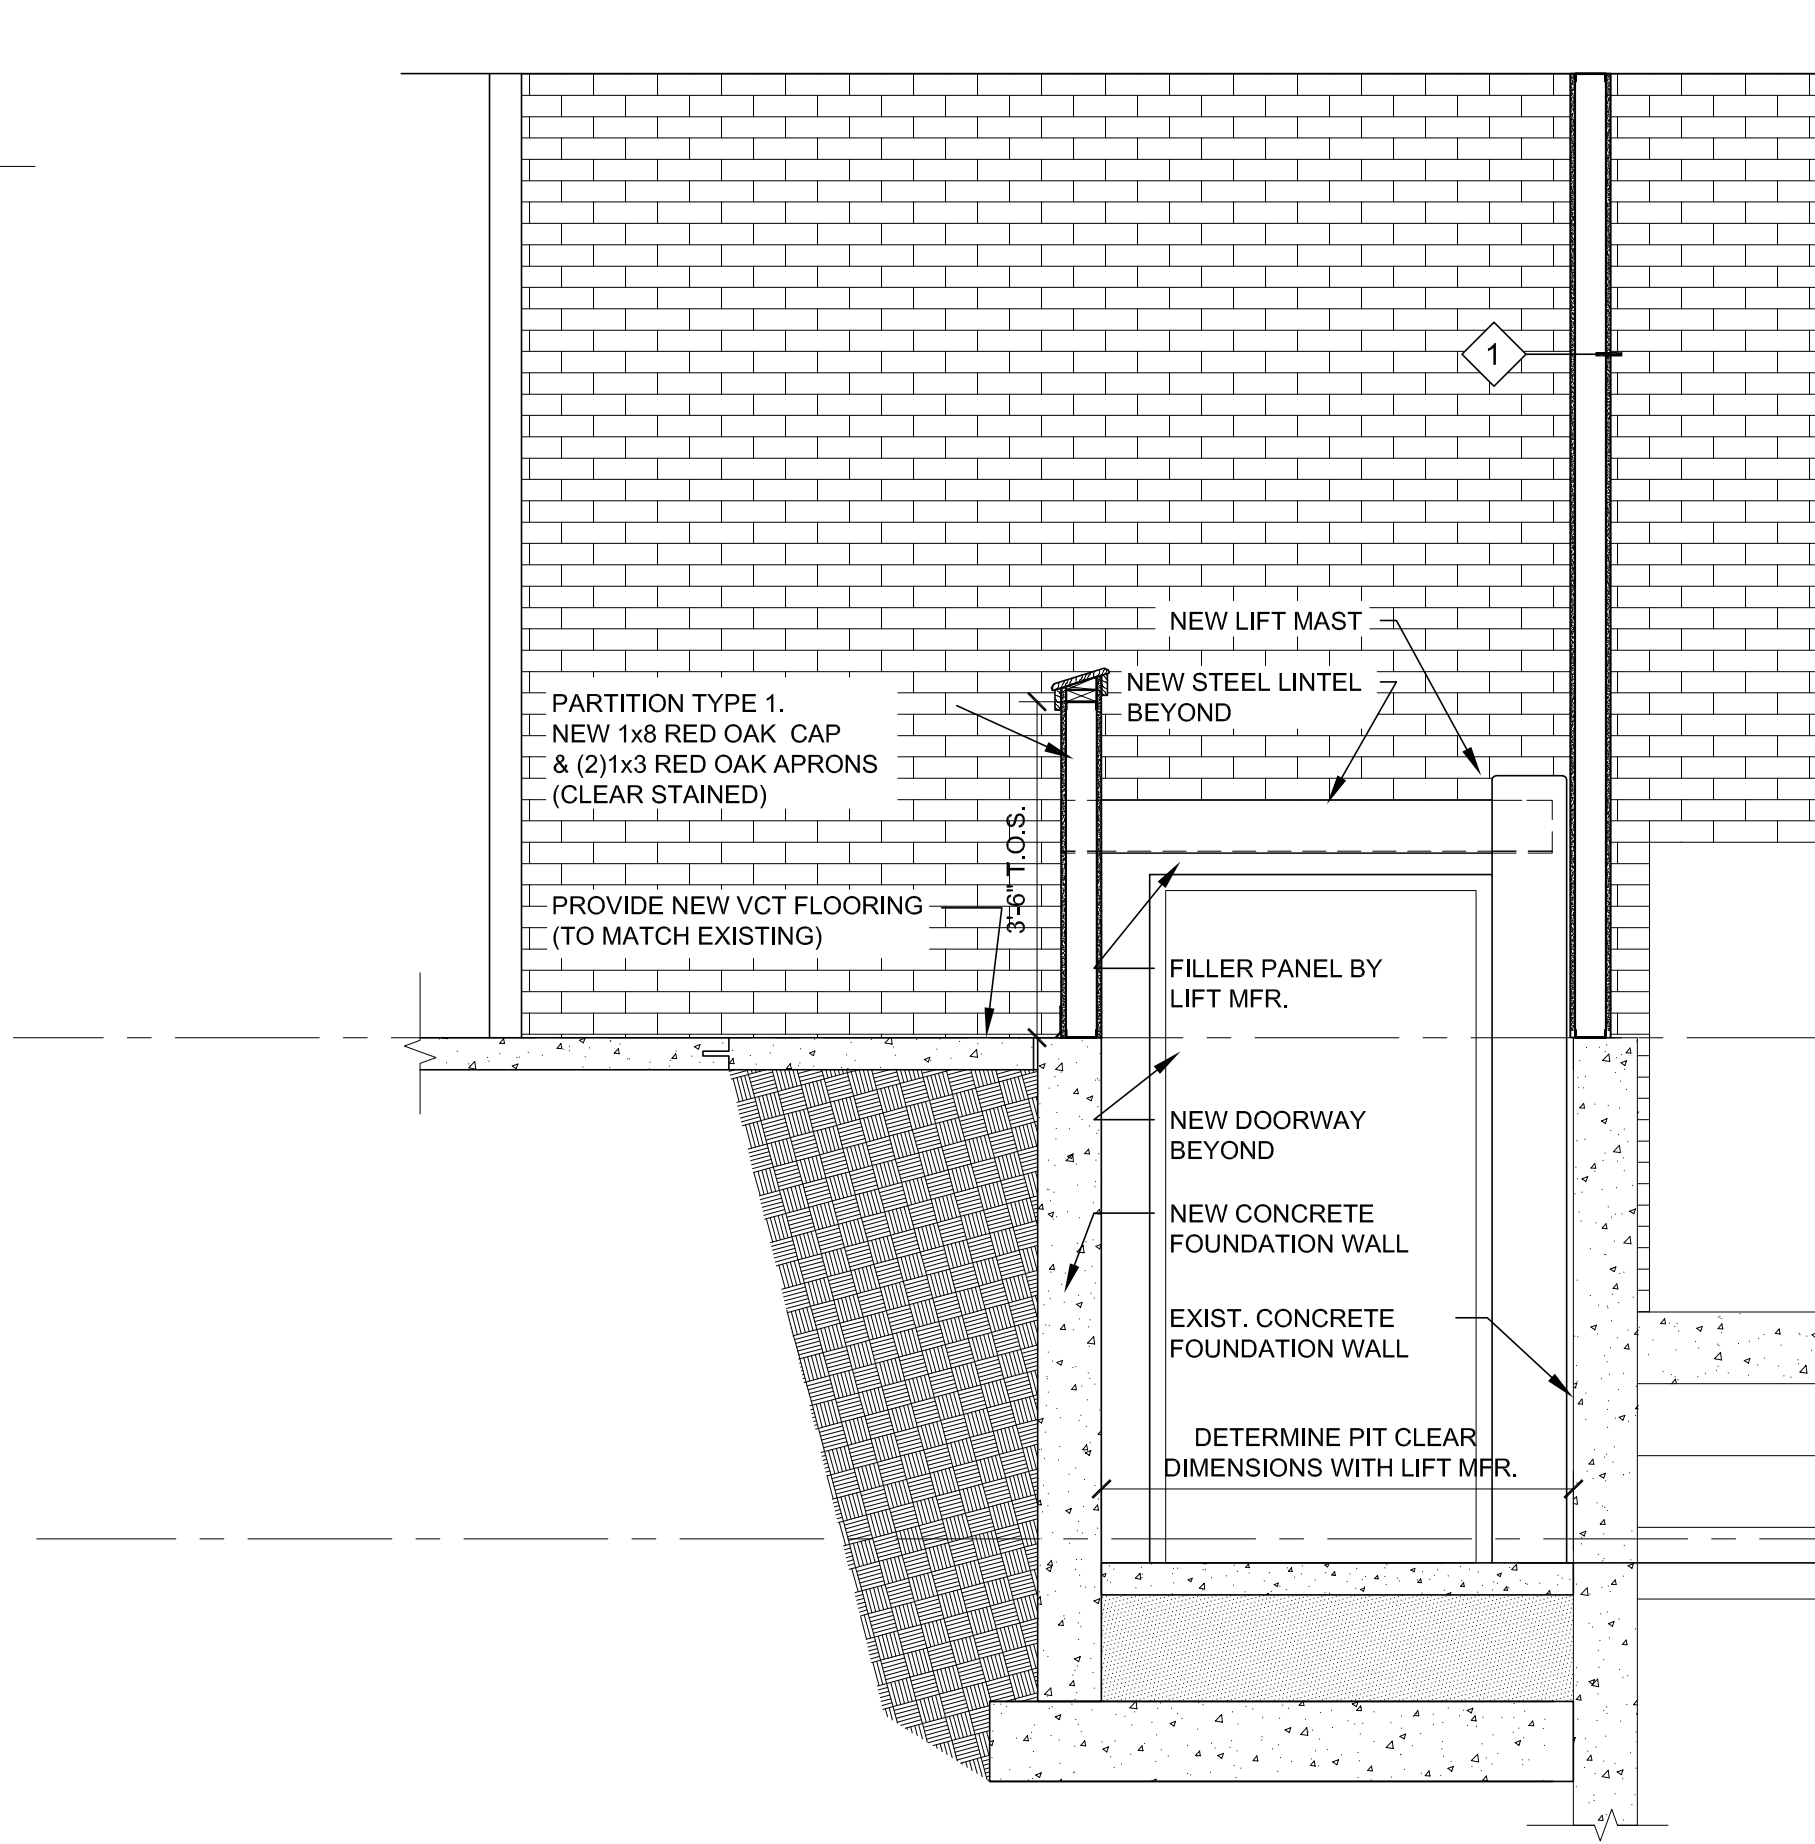 1
NEW LIFT MAST
NEW STEEL LINTEL
BEYOND
PARTITION TYPE 1.
NEW 1x8 RED OAK CAP
& (2)1x3 RED OAK APRONS
(CLEAR STAINED)
3'-6" T.O.S.
PROVIDE NEW VCT FLOORING
(TO MATCH EXISTING)
FILLER PANEL BY
LIFT MFR.
NEW DOORWAY
BEYOND
NEW CONCRETE
FOUNDATION WALL
EXIST. CONCRETE
FOUNDATION WALL
DETERMINE PIT CLEAR
DIMENSIONS WITH LIFT MFR.